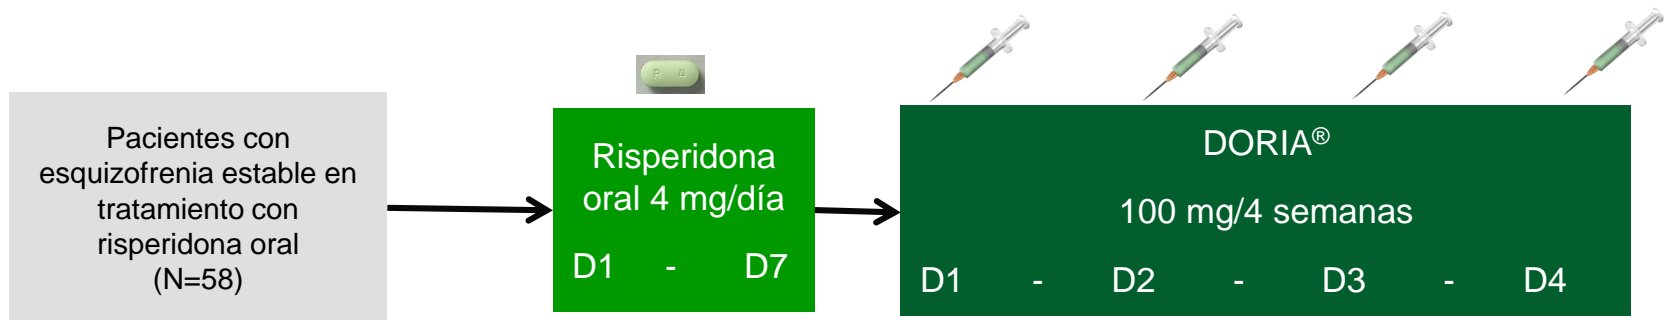 Pacientes con
esquizofrenia estable en
tratamiento con
risperidona oral
(N=58)
R 4
Risperidona
oral 4 mg/día
D1 - D7
DORIA®
100 mg/4 semanas
D1 - D2 - D3 - D4